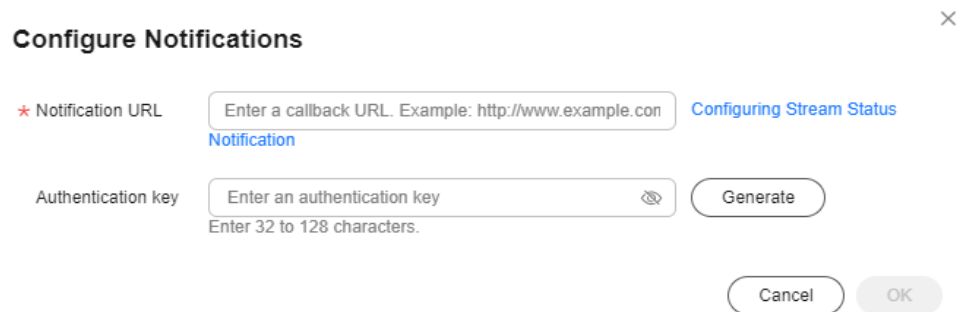 Configure Notifications
* Notification URL Enter a callback URL. Example: http://www.example.con Configuring Stream Status
Notification
Authentication key Enter an authentication key Generate
Enter 32 to 128 characters.
Cancel OK